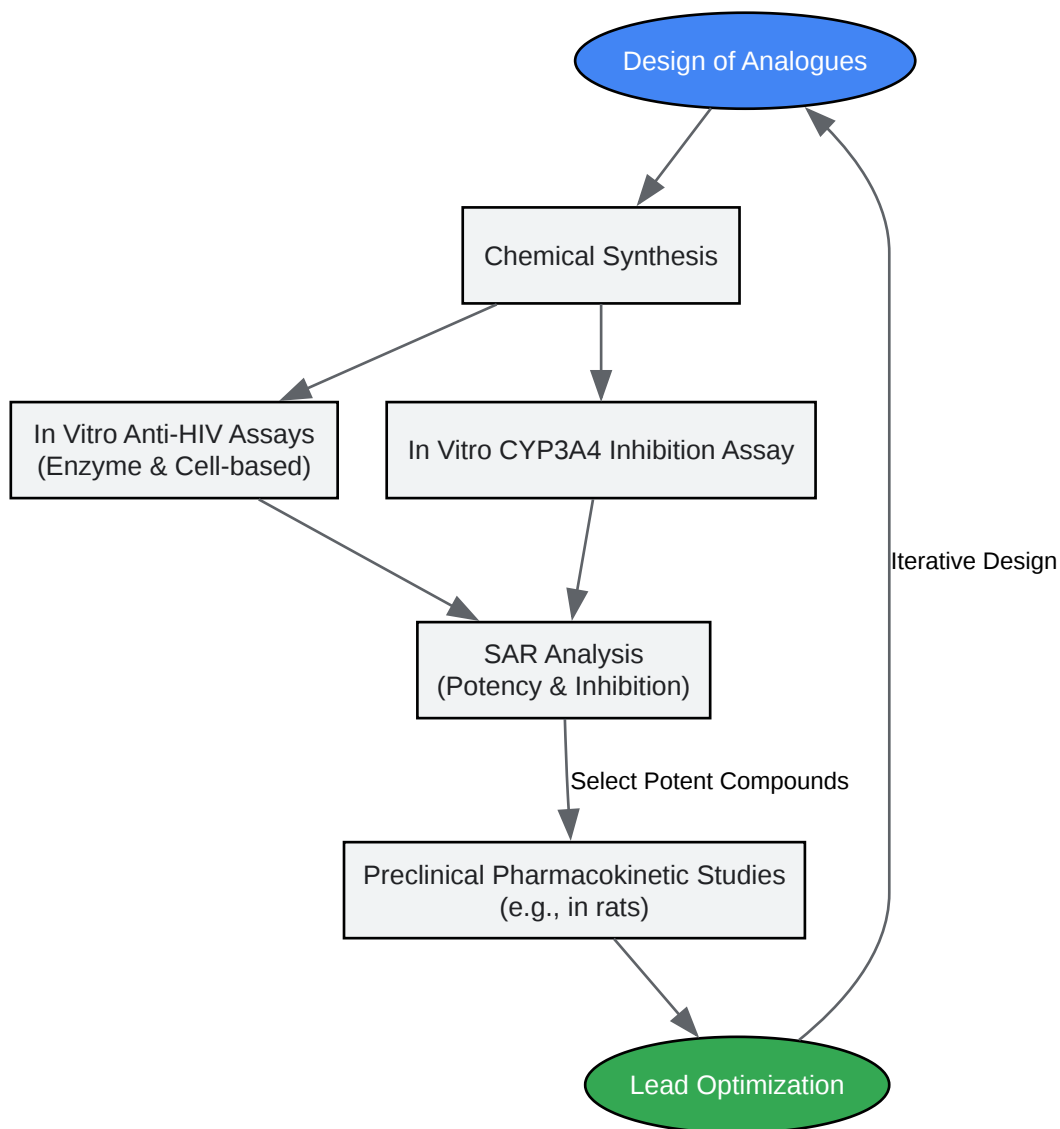 Design of Analogues
Chemical Synthesis
In Vitro Anti-HIV Assays
(Enzyme & Cell-based)
In Vitro CYP3A4 Inhibition Assay
Iterative Design
SAR Analysis
(Potency & Inhibition)
Select Potent Compounds
Preclinical Pharmacokinetic Studies
(e.g., in rats)
Lead Optimization